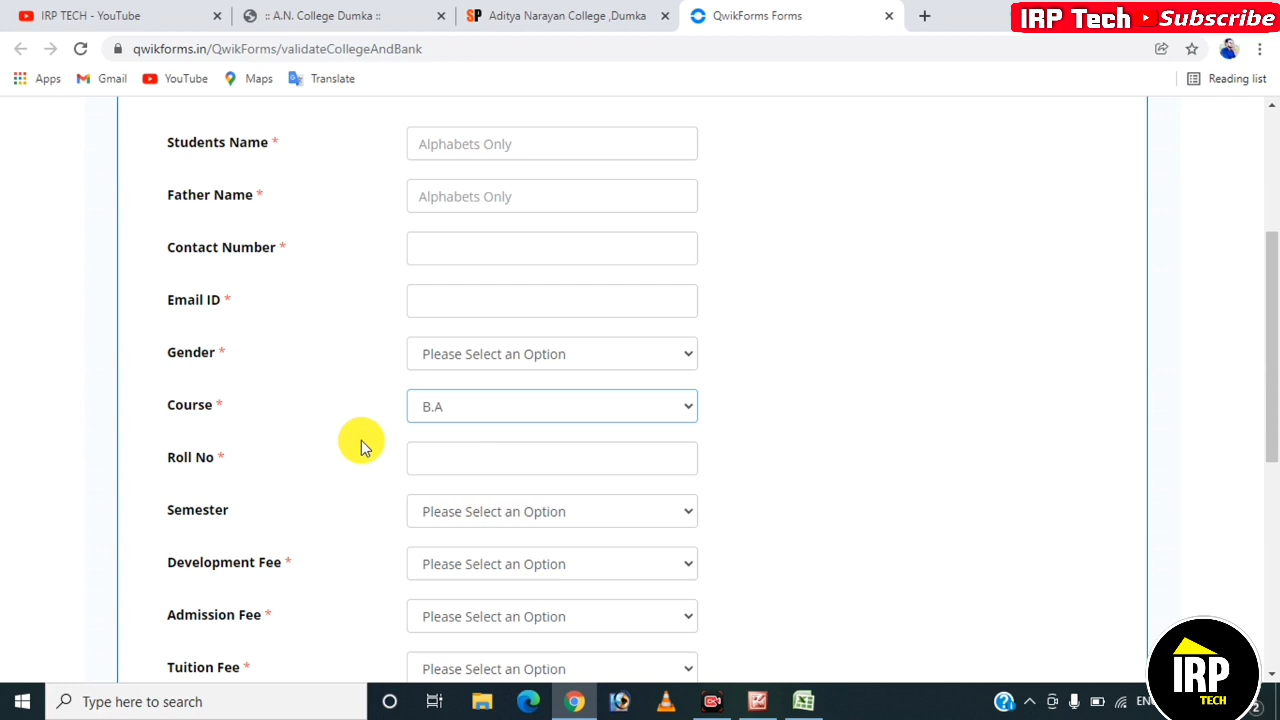 IRP TECH - YouTube
:: A.N. College Dumka ::
Aditya Narayan College ,Dumka
QwikForms Forms
IRP Tech Subscribe
qwikforms.in/QwikForms/validateCollegeAndBank
Apps
Gmail
YouTube
Maps
Translate
Reading list
Students Name *
Alphabets Only
Father Name *
Alphabets Only
Contact Number *
Email ID *
Gender *
Please Select an Option
Course *
B.A
Roll No *
Semester
Please Select an Option
Development Fee *
Please Select an Option
Admission Fee *
Please Select an Option
Tuition Fee *
Please Select an Option
IRP
TECH
Type here to search